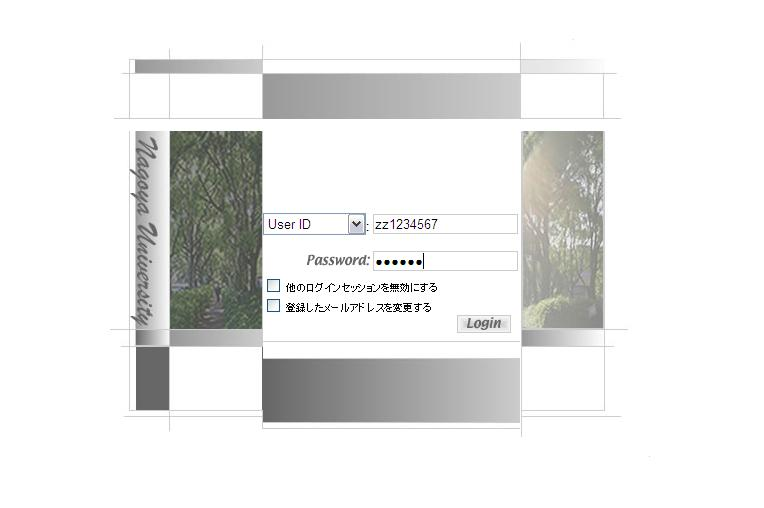 Nagoya University
User ID : zz1234567
Password: ●●●●●●
他のログインセッションを無効にする
登録したメールアドレスを変更する
Login